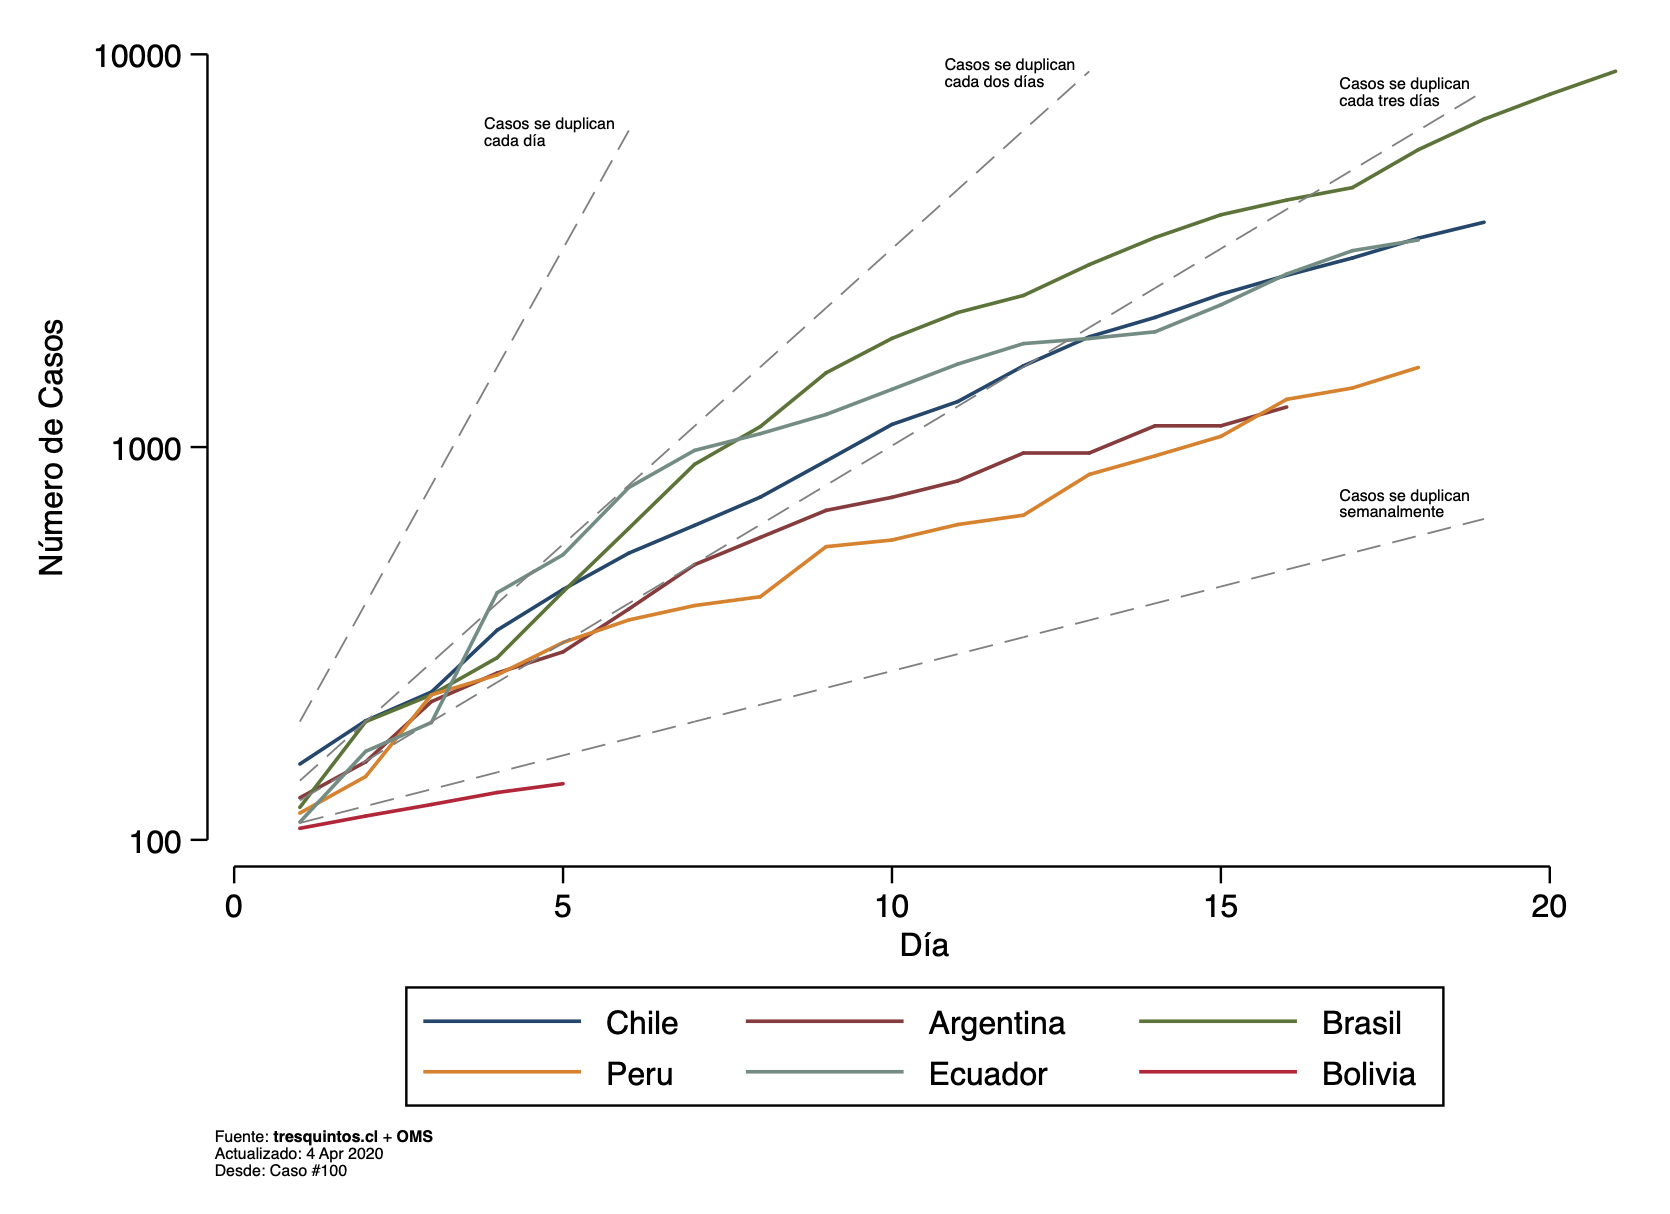 10000
1000
100
Número de Casos
Casos se duplican
cada día
Casos se duplican
cada dos días
Casos se duplican
cada tres días
Casos se duplican
semanalmente
0 5 10 15 20
Día
Chile Argentina Brasil
Peru Ecuador Bolivia
Fuente: tresquintos.cl + OMS
Actualizado: 4 Apr 2020
Desde: Caso #100